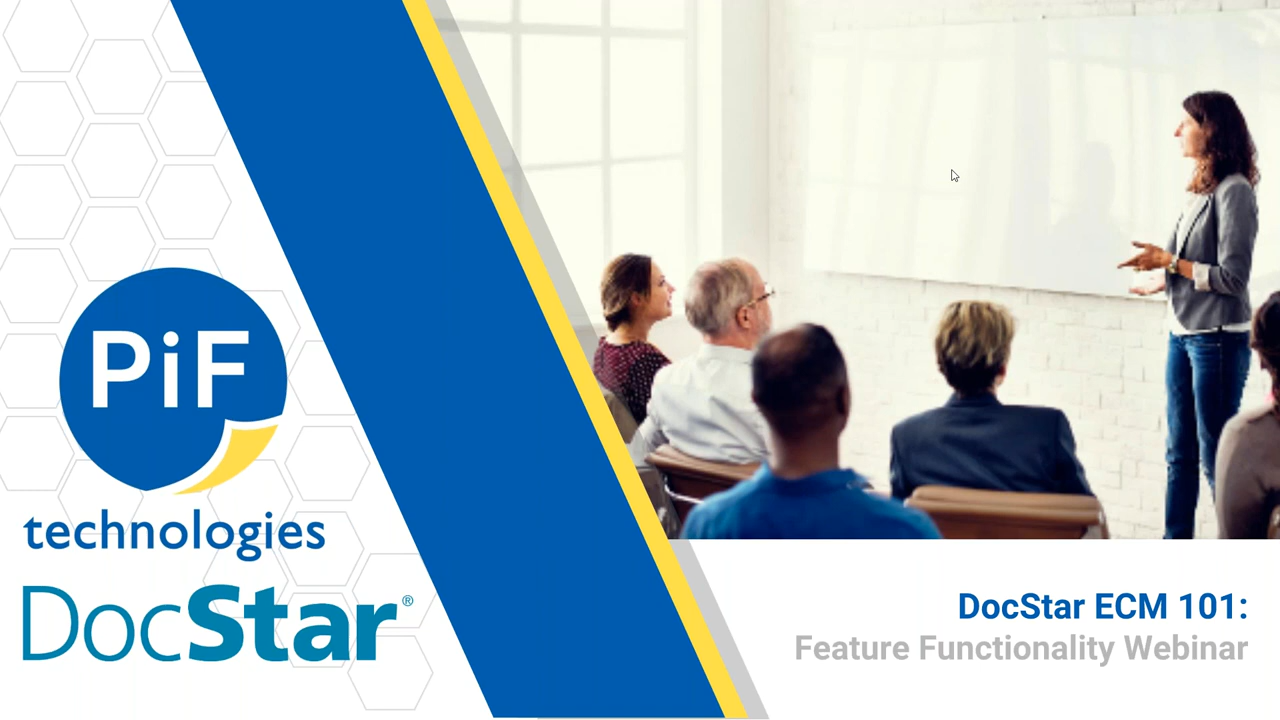 PiF
technologies
DocStar®
DocStar ECM 101:
Feature Functionality Webinar